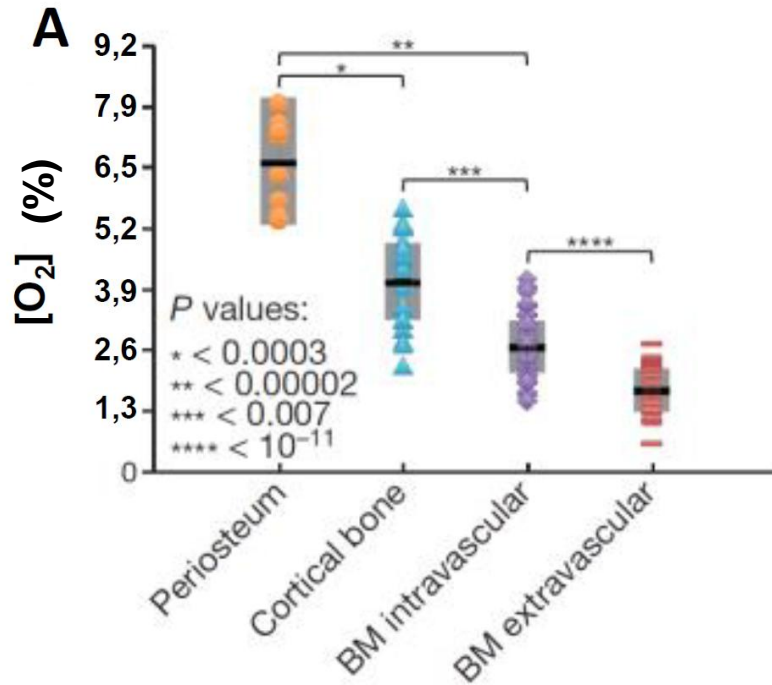 A
9,2
7,9
6,5
5,2
3,9
2,6
1,3
0
[O₂] (%)
**
*
***
****
P values:
* < 0.0003
** < 0.00002
*** < 0.007
**** < 10⁻¹¹
Periosteum
Cortical bone
BM intravascular
BM extravascular